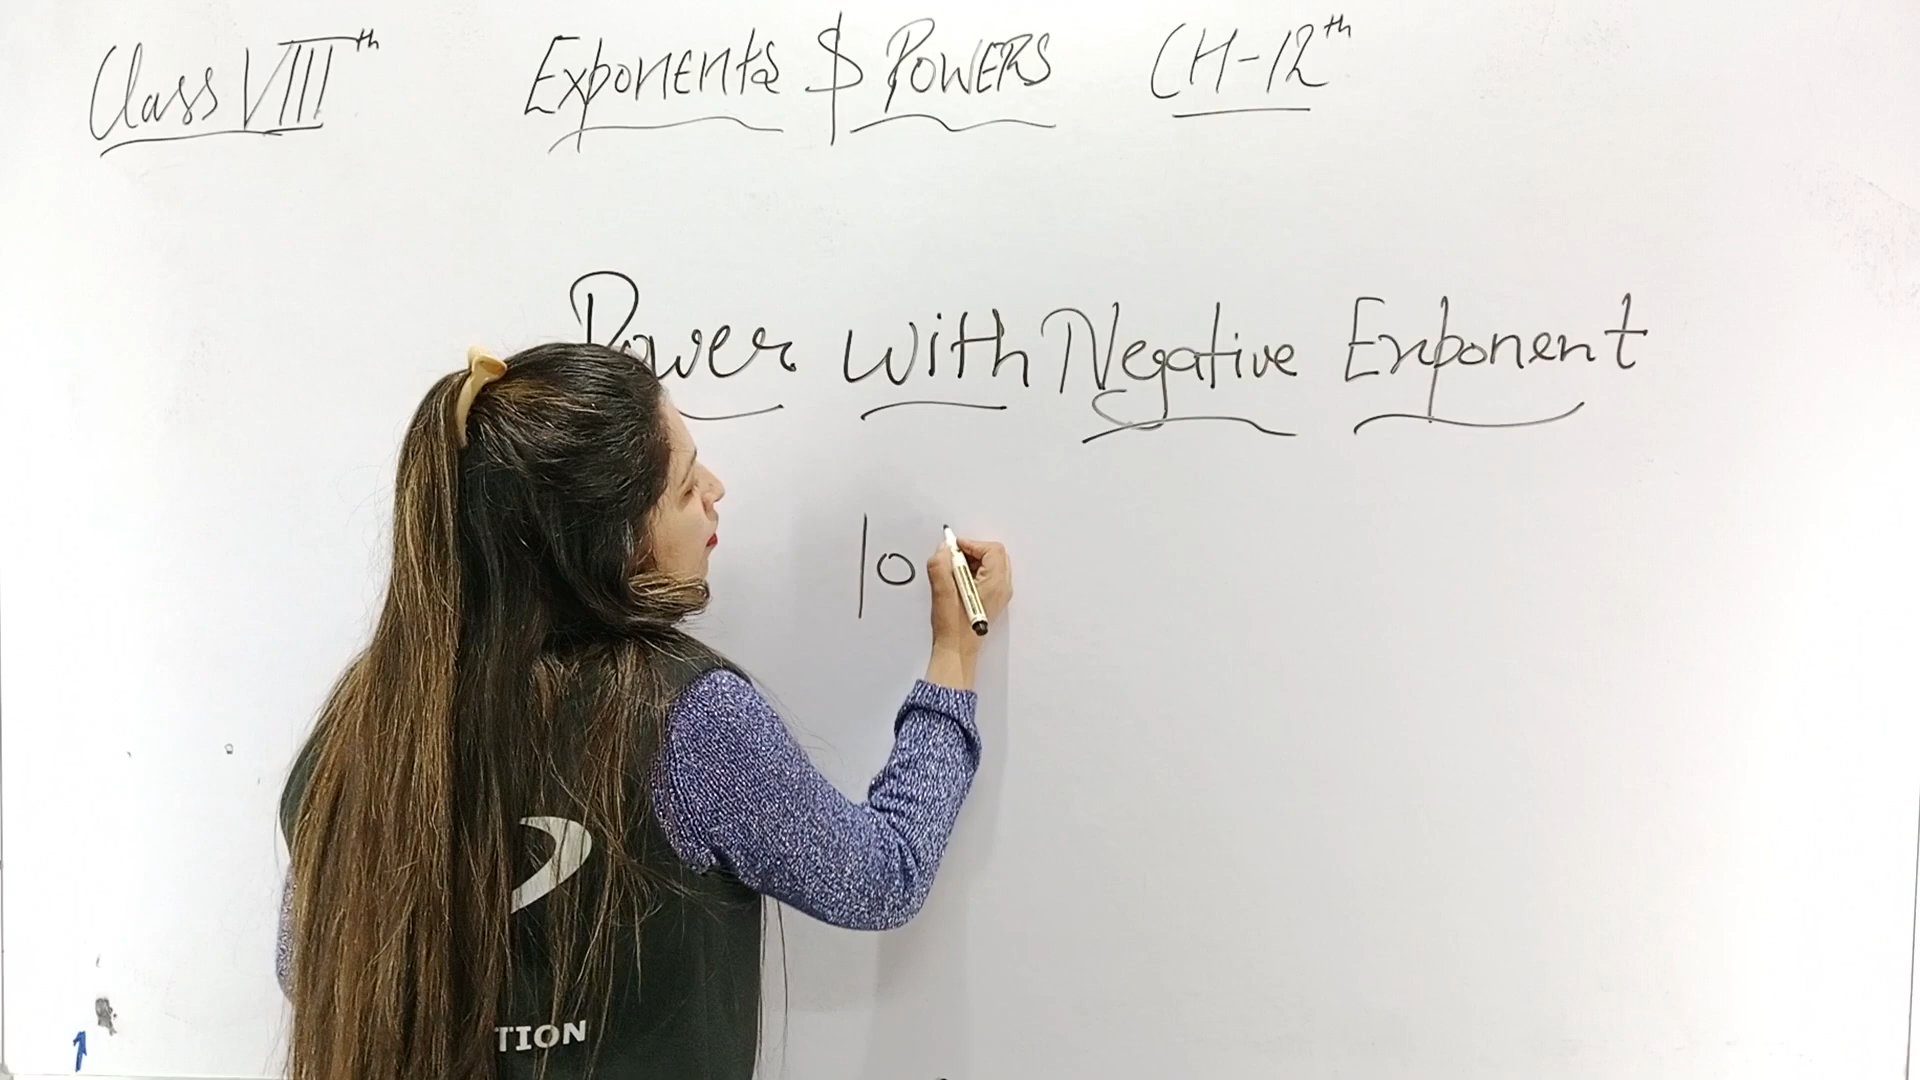 Class VIIIth Exponents $ POWERS CH-12th
Power with Negative Exponent
10
TION